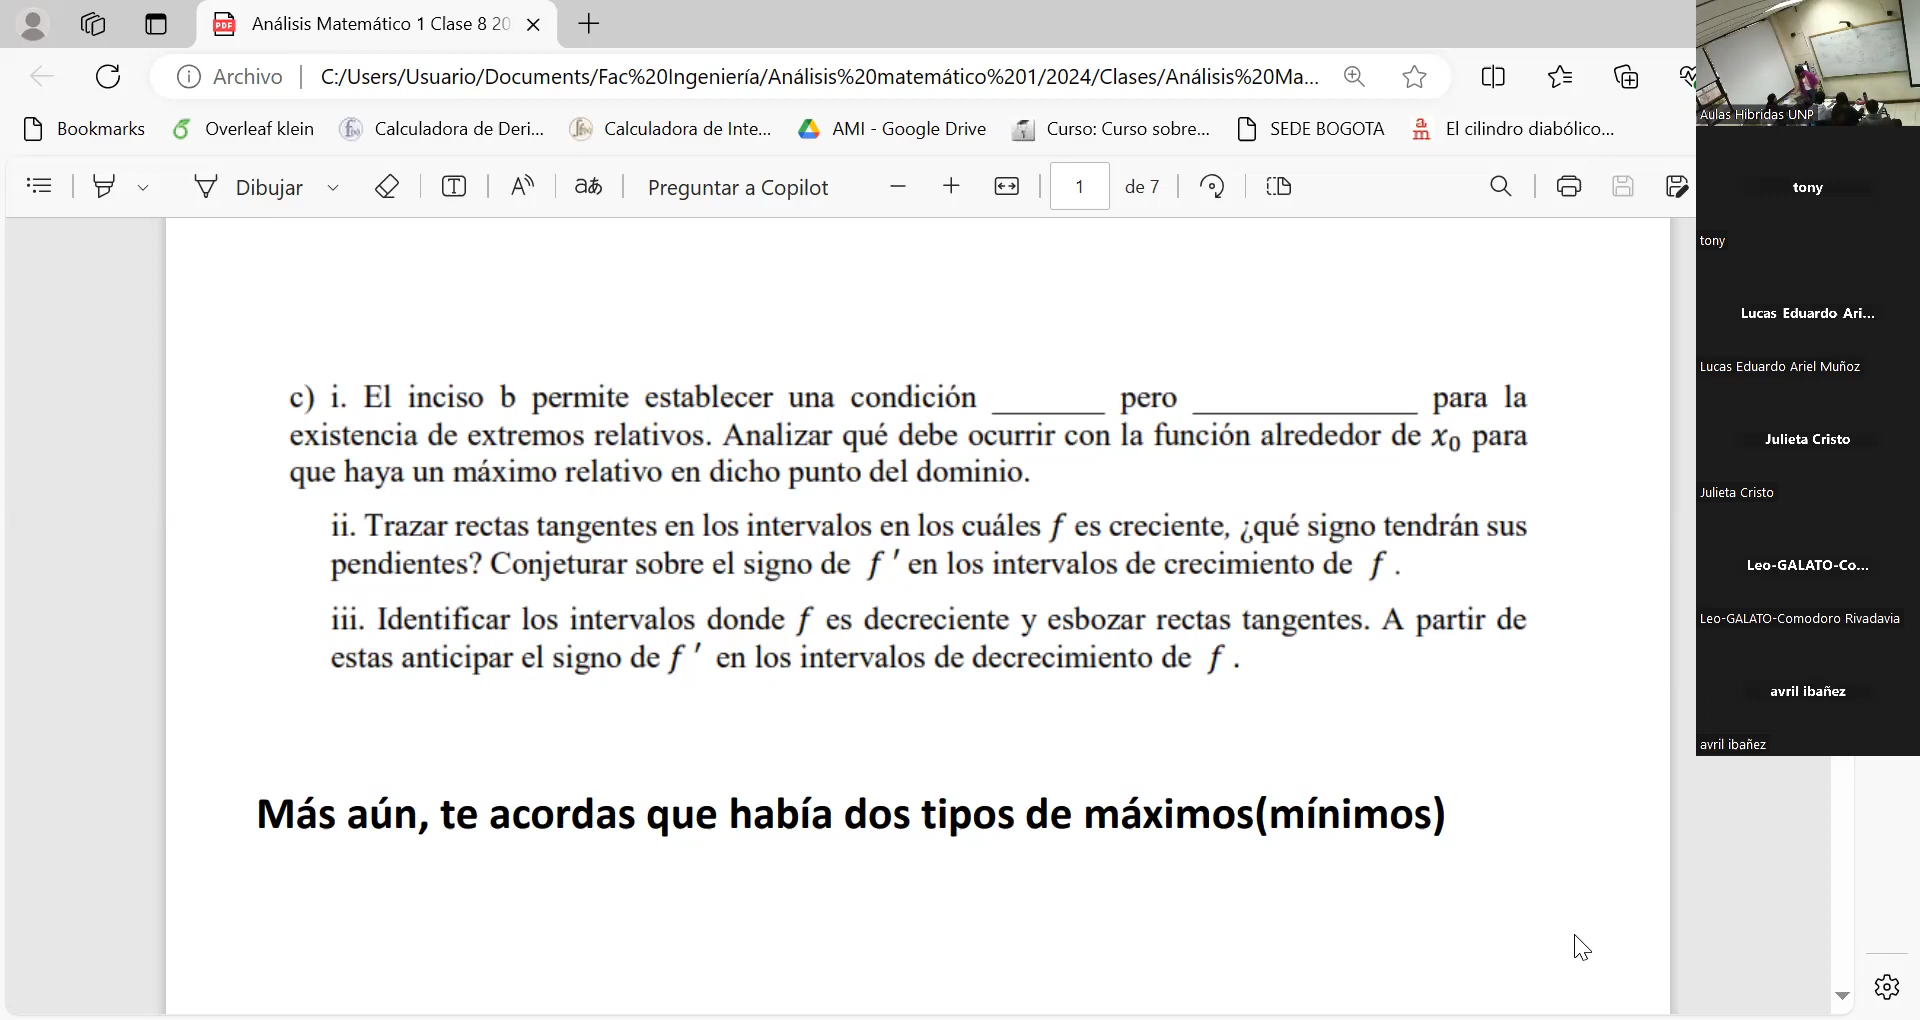 Análisis Matemático 1 Clase 8 20
Archivo
C:/Users/Usuario/Documents/Fac%20Ingeniería/Análisis%20matemático%201/2024/Clases/Análisis%20Ma...
Bookmarks
Overleaf klein
Calculadora de Deri...
Calculadora de Inte...
AMI - Google Drive
Curso: Curso sobre...
SEDE BOGOTA
El cilindro diabólico...
Dibujar
Preguntar a Copilot
1 de 7
c) i. El inciso b permite establecer una condición _______ pero ______________ para la
existencia de extremos relativos. Analizar qué debe ocurrir con la función alrededor de x₀ para
que haya un máximo relativo en dicho punto del dominio.
ii. Trazar rectas tangentes en los intervalos en los cuáles f es creciente, ¿qué signo tendrán sus
pendientes? Conjeturar sobre el signo de f ′ en los intervalos de crecimiento de f .
iii. Identificar los intervalos donde f es decreciente y esbozar rectas tangentes. A partir de
estas anticipar el signo de f ′ en los intervalos de decrecimiento de f .
Más aún, te acordas que había dos tipos de máximos(mínimos)
Aulas Hibridas UNP
tony
tony
Lucas Eduardo Ari...
Lucas Eduardo Ariel Muñoz
Julieta Cristo
Julieta Cristo
Leo-GALATO-Co...
Leo-GALATO-Comodoro Rivadavia
avril ibañez
avril ibañez